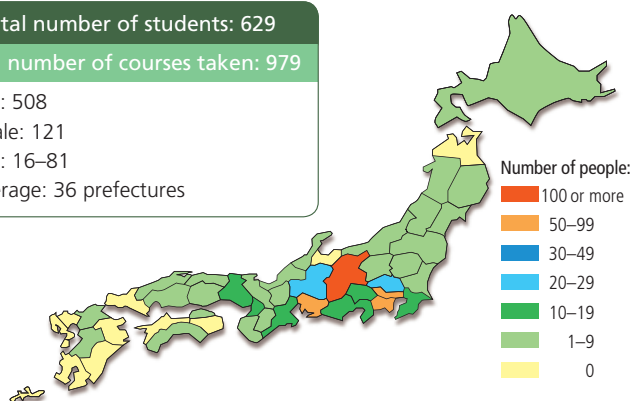 tal number of students: 629
number of courses taken: 979
: 508
ale: 121
: 16–81
erage: 36 prefectures
Number of people:
100 or more
50–99
30–49
20–29
10–19
1–9
0